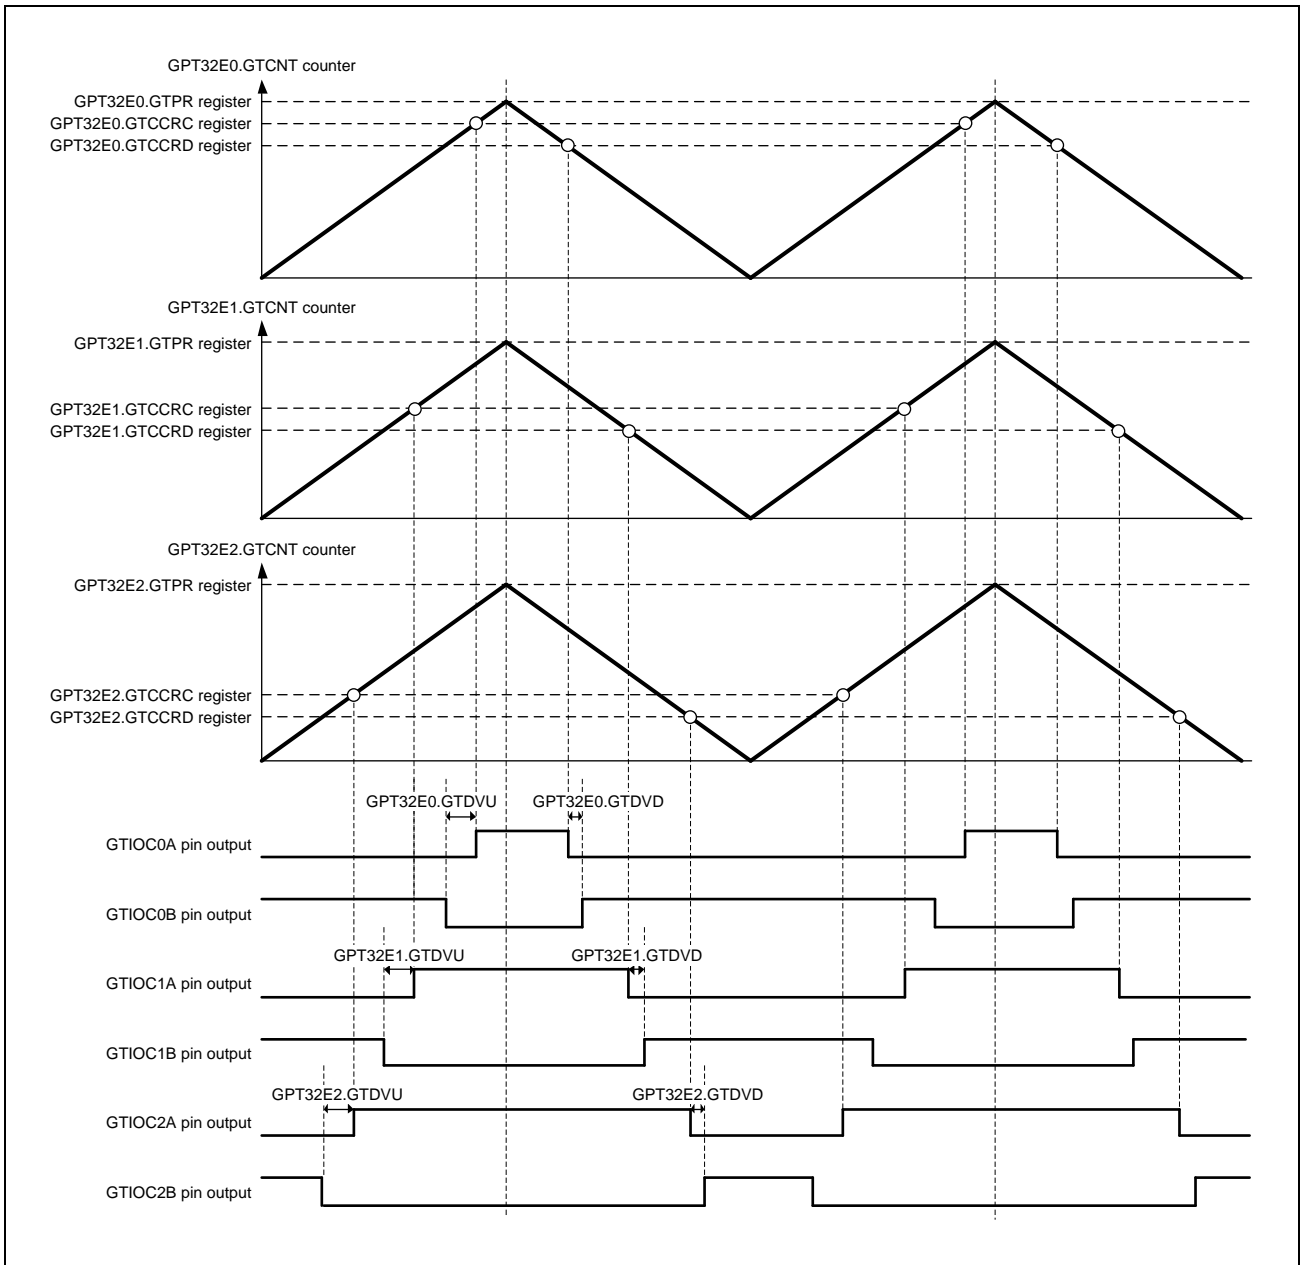 GPT32E0.GTCNT counter
GPT32E0.GTPR register
GPT32E0.GTCCRC register
GPT32E0.GTCCRD register
GPT32E1.GTCNT counter
GPT32E1.GTPR register
GPT32E1.GTCCRC register
GPT32E1.GTCCRD register
GPT32E2.GTCNT counter
GPT32E2.GTPR register
GPT32E2.GTCCRC register
GPT32E2.GTCCRD register
GPT32E0.GTDVU GPT32E0.GTDVD
GTIOC0A pin output
GTIOC0B pin output
GPT32E1.GTDVU GPT32E1.GTDVD
GTIOC1A pin output
GTIOC1B pin output
GPT32E2.GTDVU GPT32E2.GTDVD
GTIOC2A pin output
GTIOC2B pin output